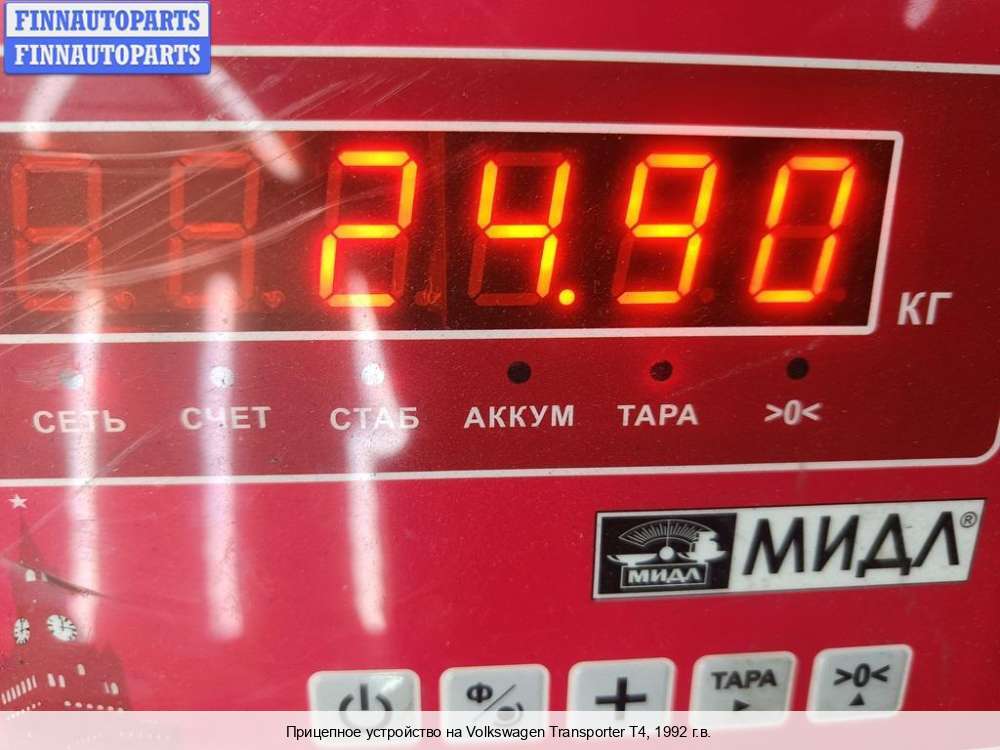 FINNAUTOPARTS
FINNAUTOPARTS
24.90
КГ
СЕТЬ СЧЕТ СТАБ АККУМ ТАРА >0<
МИДЛ МИДЛ®
Ф ТАРА >0<
Прицепное устройство на Volkswagen Transporter T4, 1992 г.в.